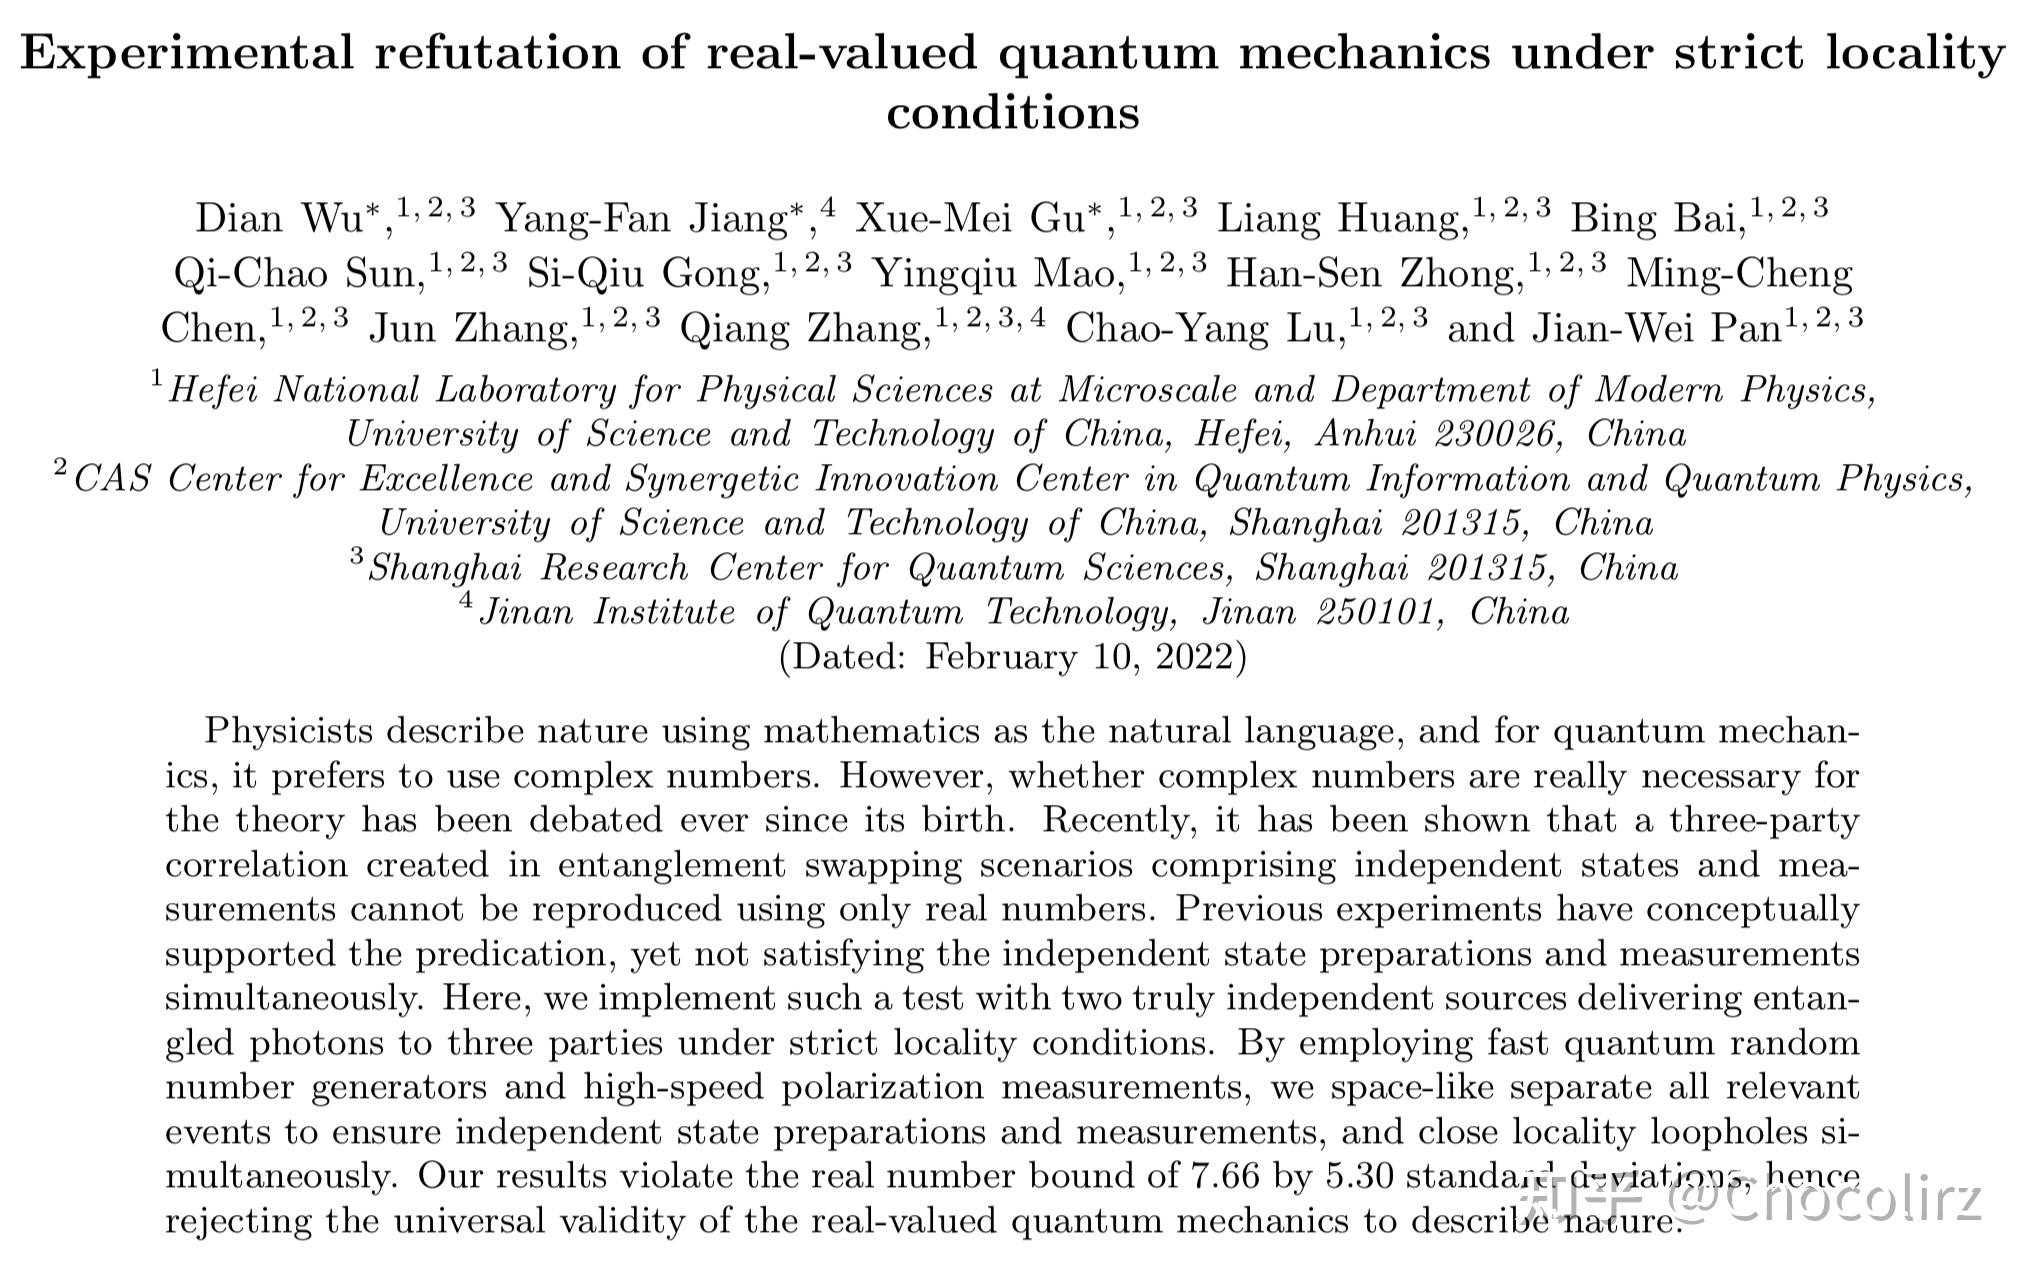 Experimental refutation of real-valued quantum mechanics under strict locality
conditions
Dian Wu*,1, 2, 3 Yang-Fan Jiang*,4 Xue-Mei Gu*,1, 2, 3 Liang Huang,1, 2, 3 Bing Bai,1, 2, 3
Qi-Chao Sun,1, 2, 3 Si-Qiu Gong,1, 2, 3 Yingqiu Mao,1, 2, 3 Han-Sen Zhong,1, 2, 3 Ming-Cheng
Chen,1, 2, 3 Jun Zhang,1, 2, 3 Qiang Zhang,1, 2, 3, 4 Chao-Yang Lu,1, 2, 3 and Jian-Wei Pan1, 2, 3
1Hefei National Laboratory for Physical Sciences at Microscale and Department of Modern Physics,
University of Science and Technology of China, Hefei, Anhui 230026, China
2CAS Center for Excellence and Synergetic Innovation Center in Quantum Information and Quantum Physics,
University of Science and Technology of China, Shanghai 201315, China
3Shanghai Research Center for Quantum Sciences, Shanghai 201315, China
4Jinan Institute of Quantum Technology, Jinan 250101, China
(Dated: February 10, 2022)
Physicists describe nature using mathematics as the natural language, and for quantum mechan-
ics, it prefers to use complex numbers. However, whether complex numbers are really necessary for
the theory has been debated ever since its birth. Recently, it has been shown that a three-party
correlation created in entanglement swapping scenarios comprising independent states and mea-
surements cannot be reproduced using only real numbers. Previous experiments have conceptually
supported the predication, yet not satisfying the independent state preparations and measurements
simultaneously. Here, we implement such a test with two truly independent sources delivering entan-
gled photons to three parties under strict locality conditions. By employing fast quantum random
number generators and high-speed polarization measurements, we space-like separate all relevant
events to ensure independent state preparations and measurements, and close locality loopholes si-
multaneously. Our results violate the real number bound of 7.66 by 5.30 standard deviations, hence
rejecting the universal validity of the real-valued quantum mechanics to describe nature.
知乎 @Chocolirz